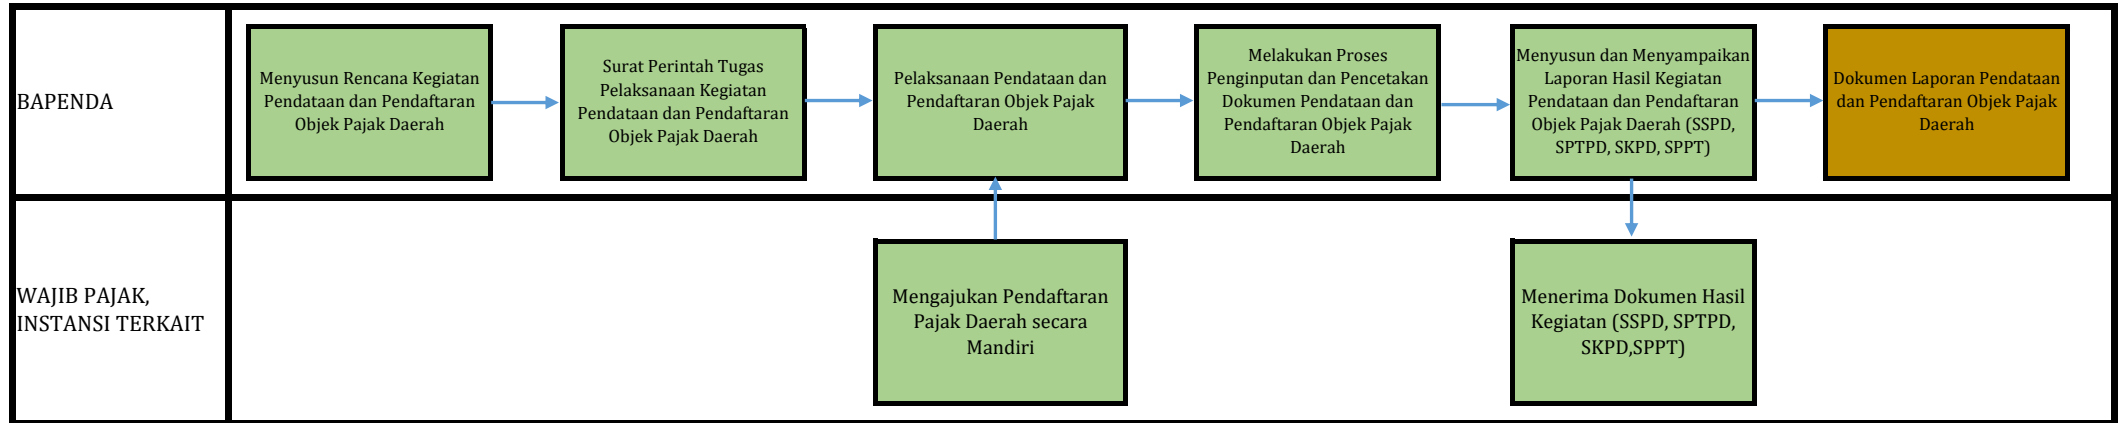 BAPENDA
Menyusun Rencana Kegiatan
Pendataan dan Pendaftaran
Objek Pajak Daerah
Surat Perintah Tugas
Pelaksanaan Kegiatan
Pendataan dan Pendaftaran
Objek Pajak Daerah
Pelaksanaan Pendataan dan
Pendaftaran Objek Pajak
Daerah
Melakukan Proses
Penginputan dan Pencetakan
Dokumen Pendataan dan
Pendaftaran Objek Pajak
Daerah
Menyusun dan Menyampaikan
Laporan Hasil Kegiatan
Pendataan dan Pendaftaran
Objek Pajak Daerah (SSPD,
SPTPD, SKPD, SPPT)
Dokumen Laporan Pendataan
dan Pendaftaran Objek Pajak
Daerah
WAJIB PAJAK,
INSTANSI TERKAIT
Mengajukan Pendaftaran
Pajak Daerah secara
Mandiri
Menerima Dokumen Hasil
Kegiatan (SSPD, SPTPD,
SKPD,SPPT)